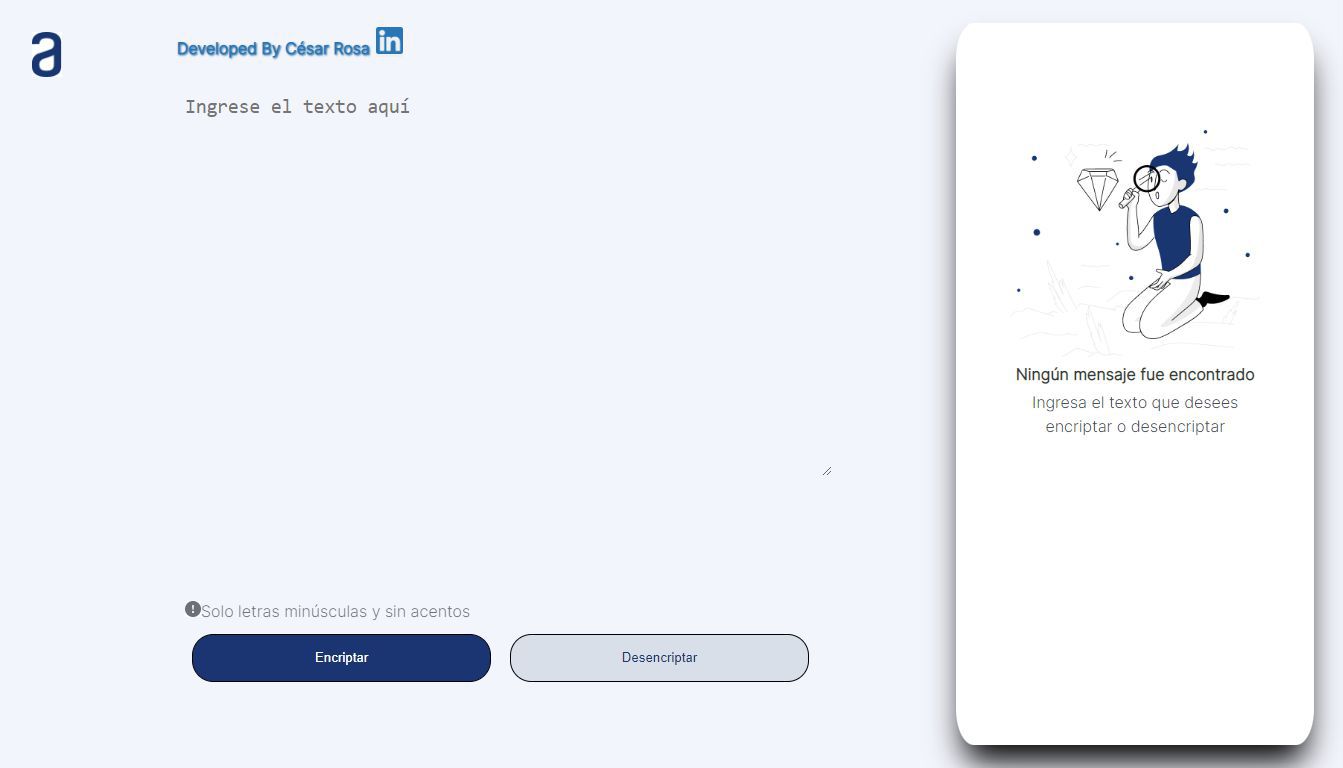 a
Developed By César Rosa in
Ingrese el texto aquí
Solo letras minúsculas y sin acentos
Encriptar
Desencriptar
Ningún mensaje fue encontrado
Ingresa el texto que desees
encriptar o desencriptar